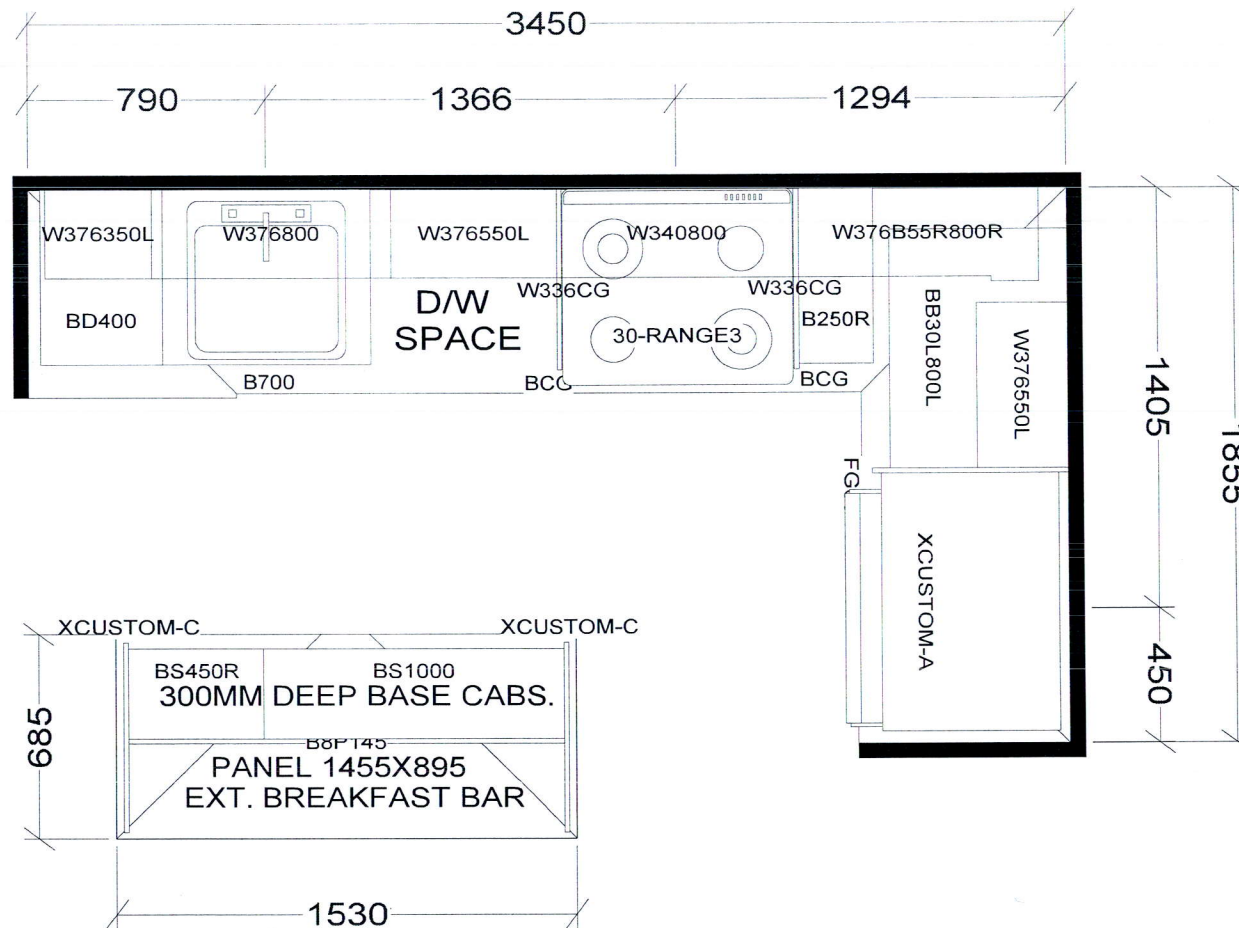 3450
790
1366
1294
W376350L
W376800
W376550L
W340800
W376B55R800R
W336CG
W336CG
D/W
SPACE
BD400
30-RANGE3
B250R
BB30L800L
W376550L
B700
BCG
BCG
1405
1855
FG
XCUSTOM-A
450
XCUSTOM-C
XCUSTOM-C
BS450R
BS1000
300MM DEEP BASE CABS.
685
B8P145
PANEL 1455X895
EXT. BREAKFAST BAR
1530